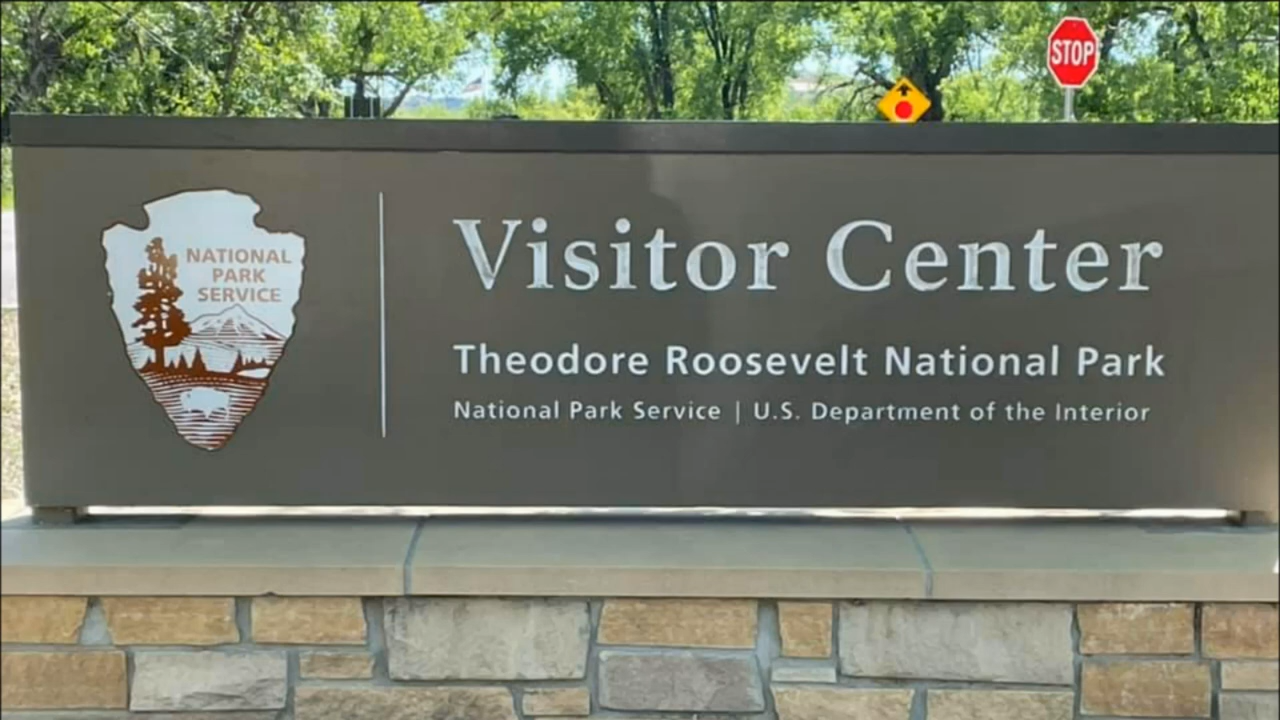 STOP
NATIONAL
PARK
SERVICE
Visitor Center
Theodore Roosevelt National Park
National Park Service | U.S. Department of the Interior